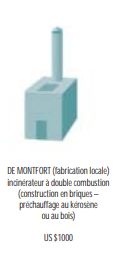 DE MONTFORT (fabrication locale)
incinérateur à double combustion
(construction en briques –
préchauffage au kérosène
ou au bois)
US $1000